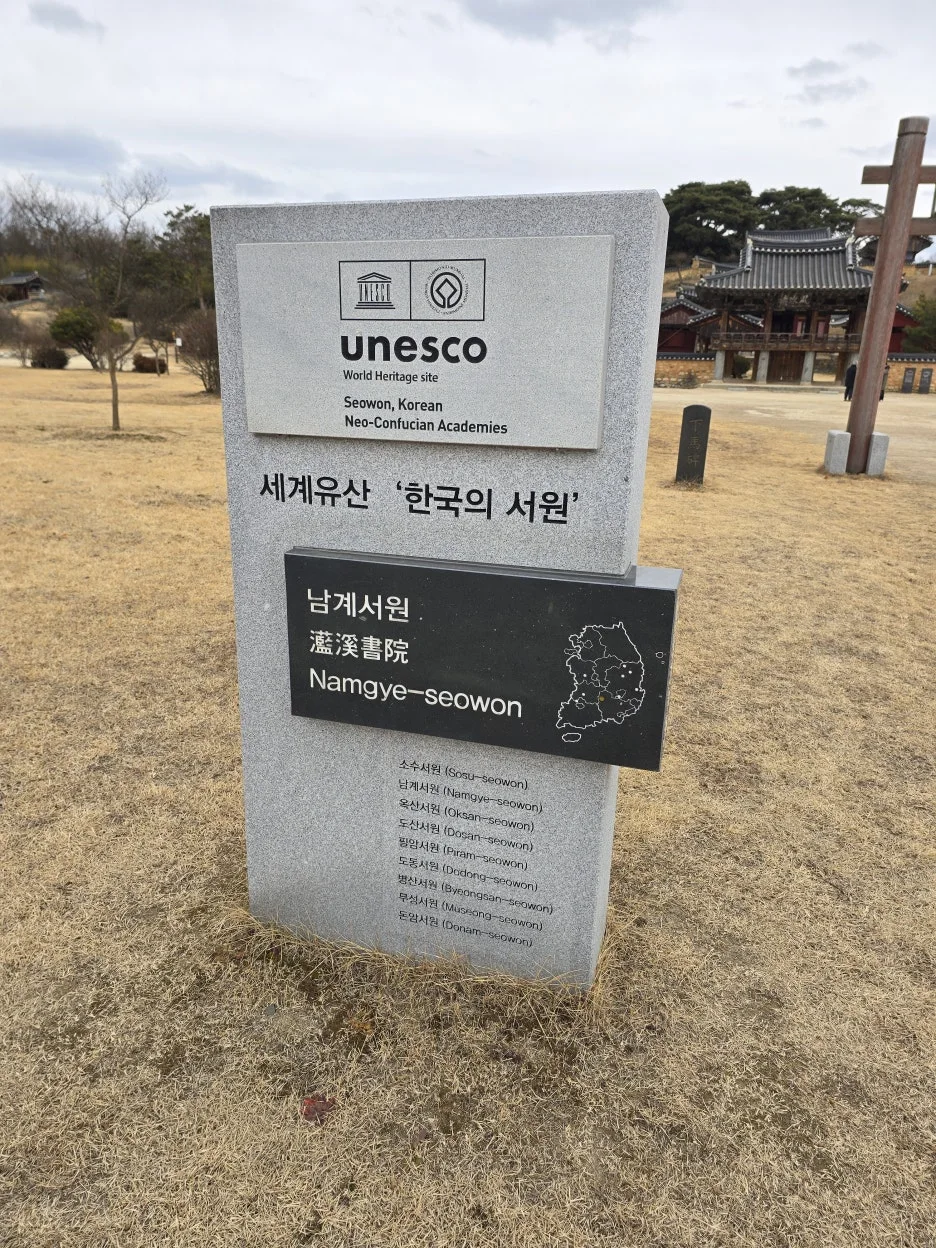 UNESCO
unesco
World Heritage site
Seowon, Korean
Neo-Confucian Academies
세계유산 ‘한국의 서원’
남계서원
灆溪書院
Namgye-seowon
소수서원 (Sosu-seowon)
남계서원 (Namgye-seowon)
옥산서원 (Oksan-seowon)
도산서원 (Dosan-seowon)
필암서원 (Piram-seowon)
도동서원 (Dodong-seowon)
병산서원 (Byeongsan-seowon)
무성서원 (Museong-seowon)
돈암서원 (Donam-seowon)
下馬碑